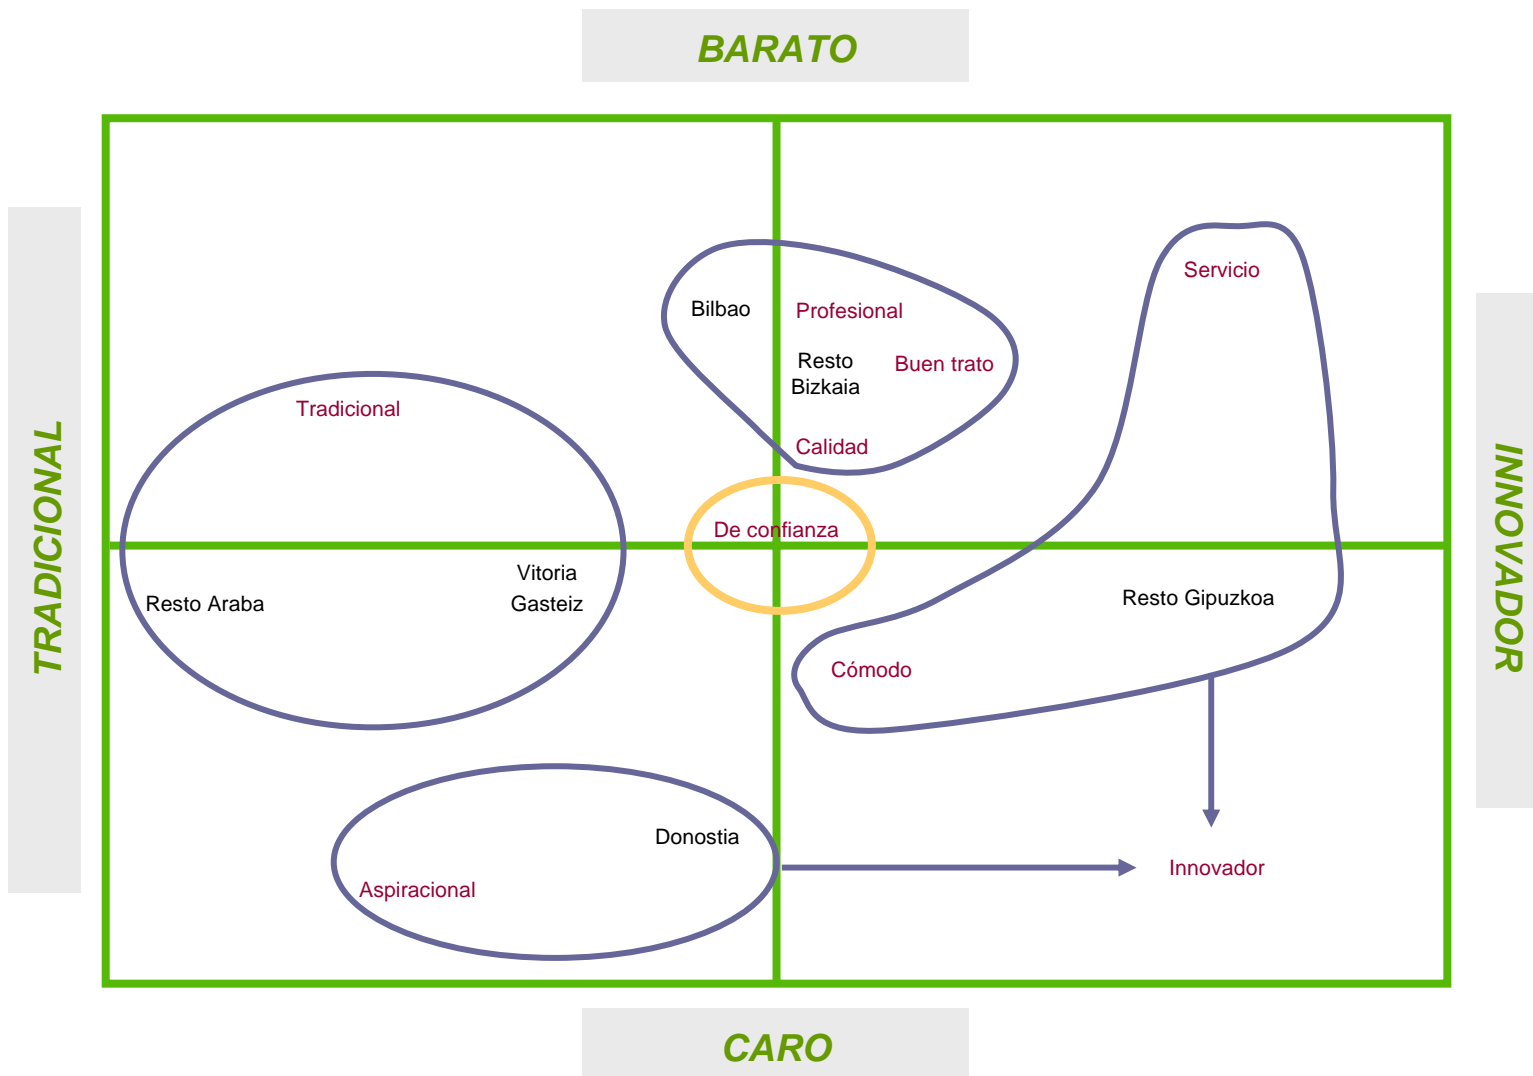 BARATO
Servicio
Bilbao
Profesional
Resto
Bizkaia
Buen trato
Tradicional
Calidad
TRADICIONAL
INNOVADOR
De confianza
Vitoria
Gasteiz
Resto Araba
Resto Gipuzkoa
Cómodo
Donostia
Aspiracional
Innovador
CARO